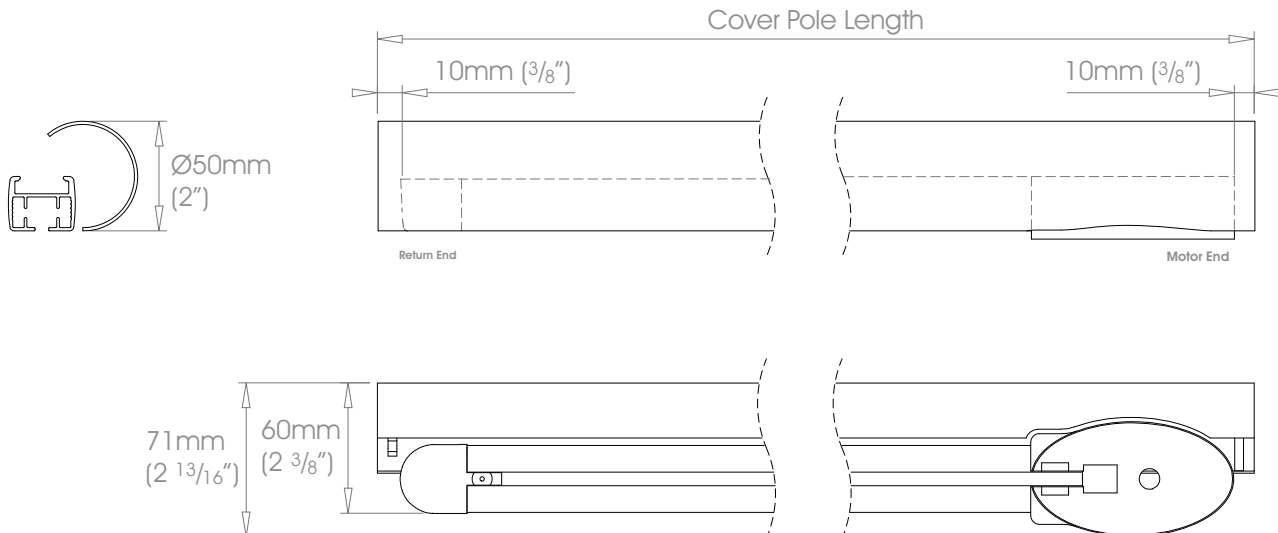 Cover Pole Length
10mm (3/8”)
10mm (3/8”)
Ø50mm
(2”)
Return End
Motor End
71mm
(2 13/16”)
60mm
(2 3/8”)